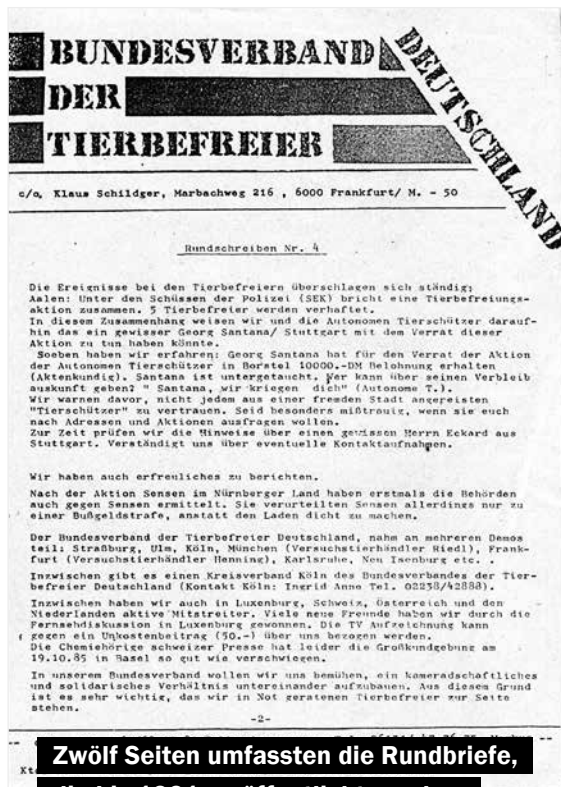 BUNDESVERBAND
DER
TIERBEFREIER
DEUTSCHLAND
c/o, Klaus Schildger, Marbachweg 216 , 6000 Frankfurt/ M. - 50
Rundschreiben Nr. 4
Die Ereignisse bei den Tierbefreiern überschlagen sich ständig;
Aalen: Unter den Schüssen der Polizei (SEK) bricht eine Tierbefreiungs-
aktion zusammen. 5 Tierbefreier werden verhaftet.
In diesem Zusammenhang weisen wir und die Autonomen Tierschützer darauf-
hin das ein gewisser Georg Santana/ Stuttgart mit dem Verrat dieser
Aktion zu tun haben könnte.
Soeben haben wir erfahren: Georg Santana hat für den Verrat der Aktion
der Autonomen Tierschützer in Borstel 10000.-DM Belohnung erhalten
(Aktenkundig). Santana ist untergetaucht. Wer kann über seinen Verbleib
auskunft geben? " Santana, wir kriegen dich" (Autonome T.).
Wir warnen davor, nicht jedem aus einer fremden Stadt angereisten
"Tierschützer" zu vertrauen. Seid besonders mißtrauig, wenn sie euch
nach Adressen und Aktionen ausfragen wollen.
Zur Zeit prüfen wir die Hinweise über einen gewissen Herrn Eckard aus
Stuttgart. Verständigt uns über eventuelle Kontaktaufnahmen.
Wir haben auch erfreuliches zu berichten.
Nach der Aktion Sensen im Nürnberger Land haben erstmals die Behörden
auch gegen Sensen ermittelt. Sie verurteilten Sensen allerdings nur zu
einer Bußgeldstrafe, anstatt den Laden dicht zu machen.
Der Bundesverband der Tierbefreier Deutschland, nahm an mehreren Demos
teil: Straßburg, Ulm, Köln, München (Versuchstierhändler Riedl), Frank-
furt (Versuchstierhändler Henning), Karlsruhe, Neu Isenburg etc. .
Inzwischen gibt es einen Kreisverband Köln des Bundesverbandes der Tier-
befreier Deutschland (Kontakt Köln: Ingrid Anne Tel. 02238/42888).
Inzwischen haben wir auch in Luxenburg, Schweiz, Österreich und den
Niederlanden aktive Mitstreiter. Viele neue Freunde haben wir durch die
Fernsehdiskussion in Luxenburg gewonnen. Die TV Aufzeichnung kann
gegen ein Unkostenbeitrag (50.-) über uns bezogen werden.
Die Chemiehörige schweizer Presse hat leider die Großkundgebung am
19.10.85 in Basel so gut wie verschwiegen.
In unserem Bundesverband wollen wir uns bemühen, ein kameradschaftliches
und solidarisches Verhältnis untereinander aufzubauen. Aus diesem Grund
ist es sehr wichtig, das wir in Not geratenen Tierbefreier zur Seite
stehen.
-2-
Zwölf Seiten umfassten die Rundbriefe,